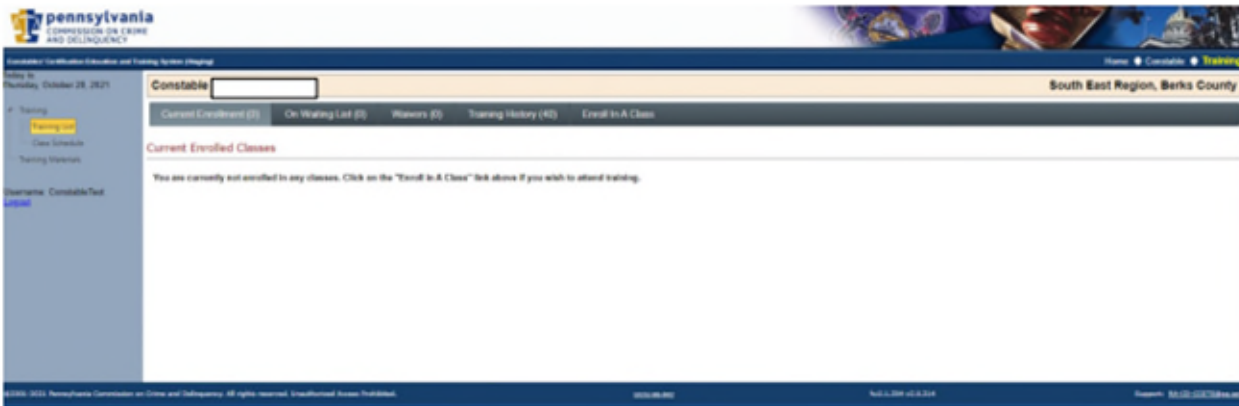 pennsylvania
COMMISSION ON CRIME
AND DELINQUENCY
Constables' Certification Education and Training System (Staging)
Home Constable Training
Today is
Thursday, October 28, 2021
Constable
South East Region, Berks County
Training
Training List
Class Schedule
Training Materials
Username: ConstableTest
Logout
Current Enrollment (0) On Waiting List (0) Waivers (0) Training History (40) Enroll In A Class
Current Enrolled Classes
You are currently not enrolled in any classes. Click on the "Enroll In A Class" link above if you wish to attend training.
2021 Pennsylvania Commission on Crime and Delinquency. All rights reserved. Unauthorized Access Prohibited.
Support: